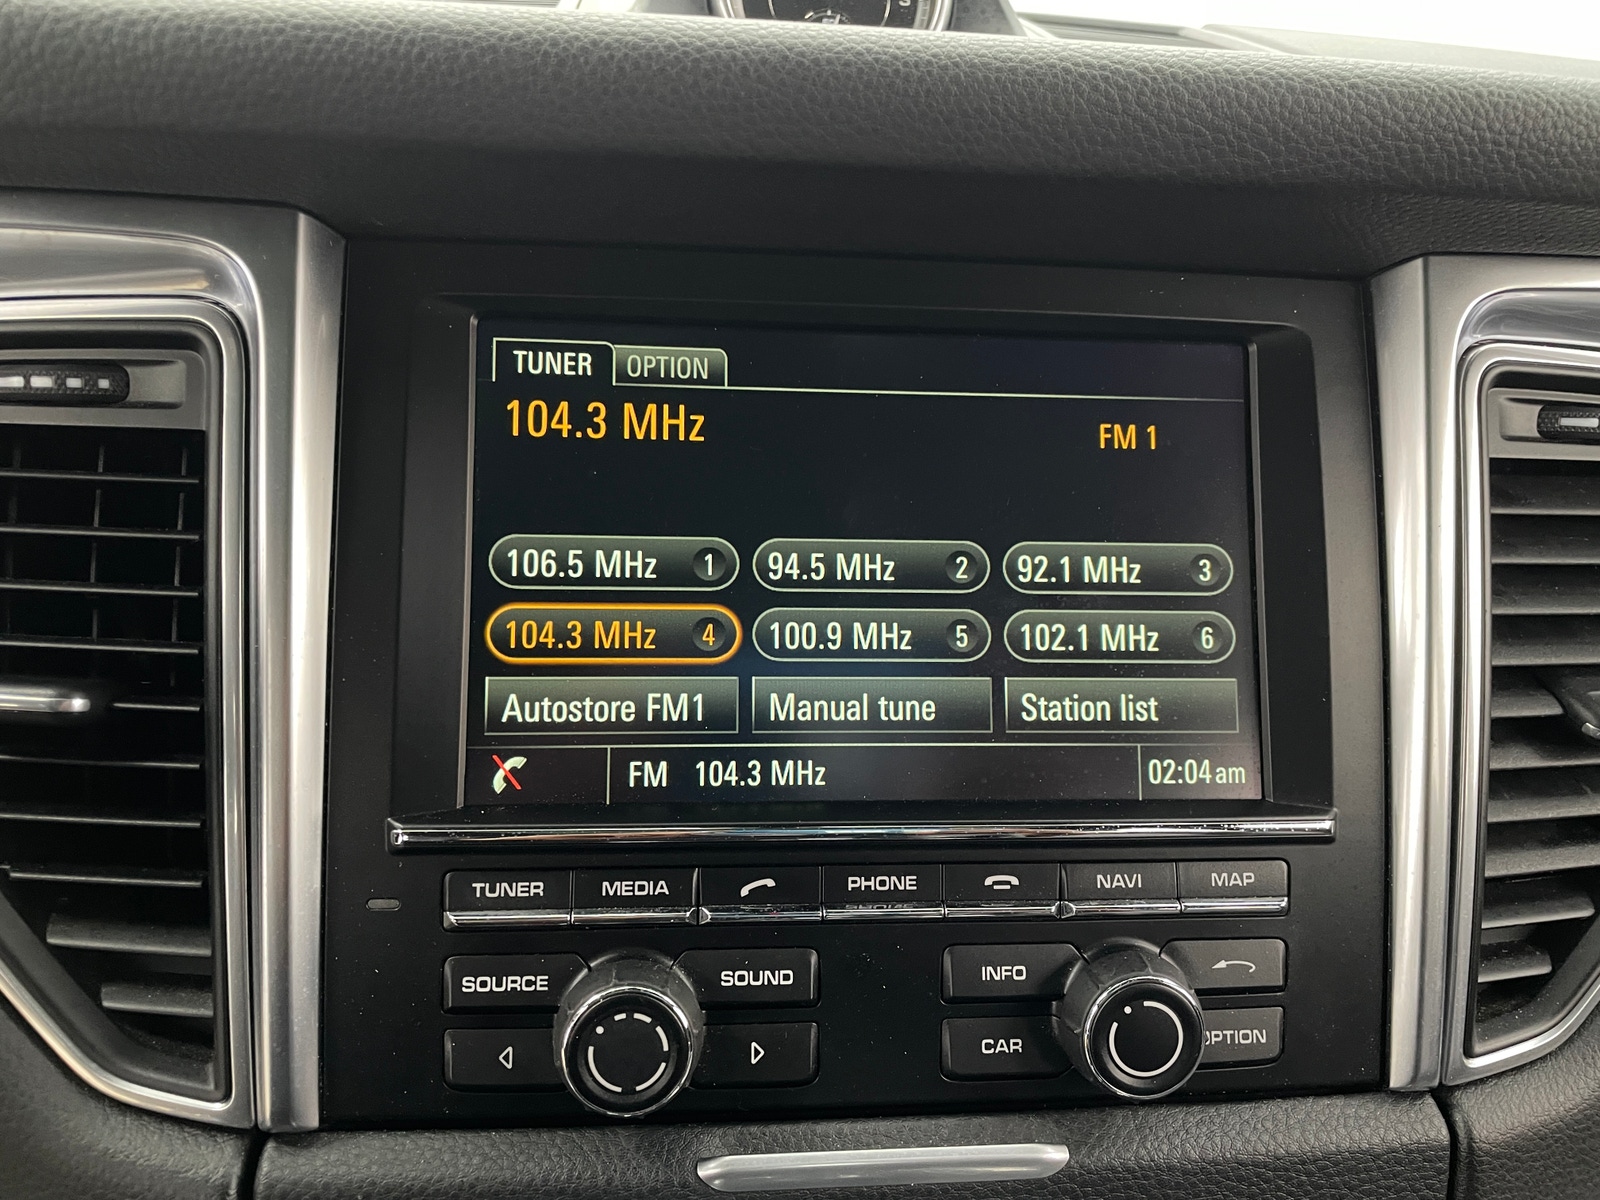 TUNER OPTION
104.3 MHz FM 1
106.5 MHz 1 94.5 MHz 2 92.1 MHz 3
104.3 MHz 4 100.9 MHz 5 102.1 MHz 6
Autostore FM1 Manual tune Station list
FM 104.3 MHz 02:04 am
TUNER MEDIA PHONE NAVI MAP
SOURCE SOUND INFO
CAR OPTION